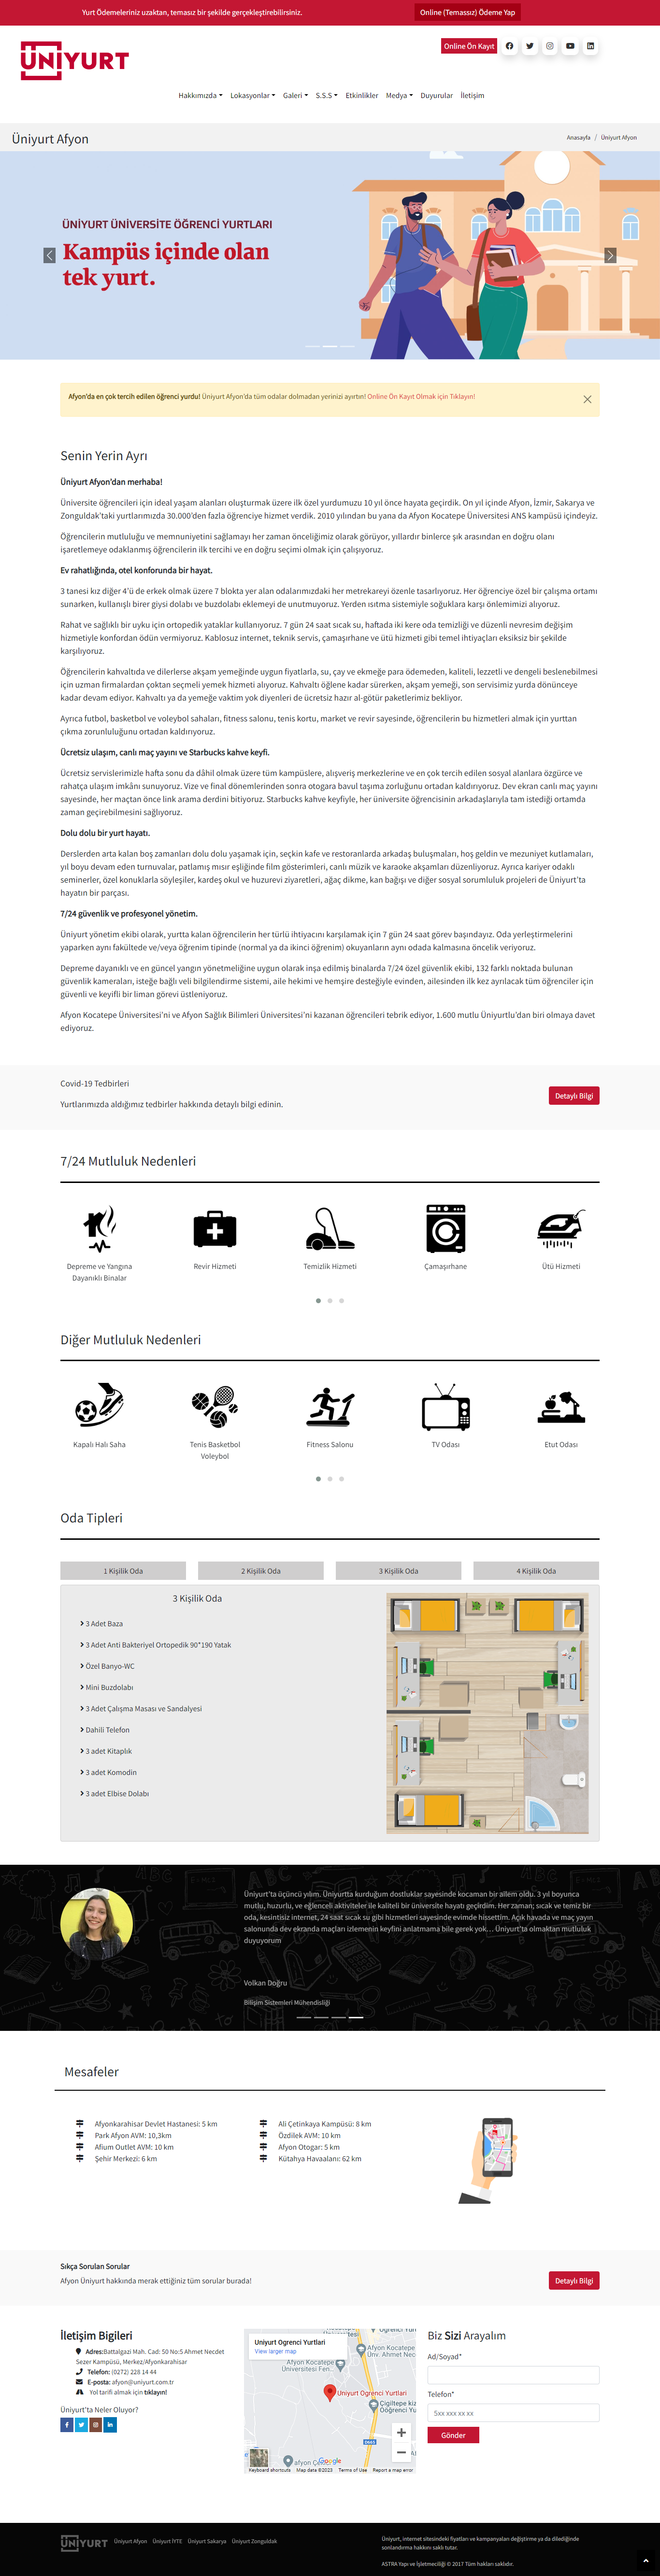 Yurt Ödemeleriniz uzaktan, temasız bir şekilde gerçekleştirebilirsiniz.
Online (Temassız) Ödeme Yap
ÜNİYURT
Online Ön Kayıt
Hakkımızda
Lokasyonlar
Galeri
S.S.S
Etkinlikler
Medya
Duyurular
İletişim
Üniyurt Afyon
Anasayfa / Üniyurt Afyon
ÜNİYURT ÜNİVERSİTE ÖĞRENCİ YURTLARI
Kampüs içinde olan
tek yurt.
Afyon'da en çok tercih edilen öğrenci yurdu! Üniyurt Afyon'da tüm odalar dolmadan yerinizi ayırtın! Online Ön Kayıt Olmak için Tıklayın!
Senin Yerin Ayrı
Üniyurt Afyon'dan merhaba!
Üniversite öğrencileri için ideal yaşam alanları oluşturmak üzere ilk özel yurdumuzu 10 yıl önce hayata geçirdik. On yıl içinde Afyon, İzmir, Sakarya ve
Zonguldak'taki yurtlarımızda 30.000'den fazla öğrenciye hizmet verdik. 2010 yılından bu yana da Afyon Kocatepe Üniversitesi ANS kampüsü içindeyiz.
Öğrencilerin mutluluğu ve memnuniyetini sağlamayı her zaman önceliğimiz olarak görüyor, yıllardır binlerce şık arasından en doğru olanı
işaretlemeye odaklanmış öğrencilerin ilk tercihi ve en doğru seçimi olmak için çalışıyoruz.
Ev rahatlığında, otel konforunda bir hayat.
3 tanesi kız diğer 4'ü de erkek olmak üzere 7 blokta yer alan odalarımızdaki her metrekareyi özenle tasarlıyoruz. Her öğrenciye özel bir çalışma ortamı
sunarken, kullanışlı birer giysi dolabı ve buzdolabı eklemeyi de unutmuyoruz. Yerden ısıtma sistemiyle soğuklara karşı önlemimizi alıyoruz.
Rahat ve sağlıklı bir uyku için ortopedik yataklar kullanıyoruz. 7 gün 24 saat sıcak su, haftada iki kere oda temizliği ve düzenli nevresim değişim
hizmetiyle konfordan ödün vermiyoruz. Kablosuz internet, teknik servis, çamaşırhane ve ütü hizmeti gibi temel ihtiyaçları eksiksiz bir şekilde
karşılıyoruz.
Öğrencilerin kahvaltıda ve dilerlerse akşam yemeğinde uygun fiyatlarla, su, çay ve ekmeğe para ödemeden, kaliteli, lezzetli ve dengeli beslenebilmesi
için uzman firmalardan çoktan seçmeli yemek hizmeti alıyoruz. Kahvaltı öğlene kadar sürerken, akşam yemeği, son servisimiz yurda dönünceye
kadar devam ediyor. Kahvaltı ya da yemeğe vaktim yok diyenleri de ücretsiz hazır al-götür paketlerimiz bekliyor.
Ayrıca futbol, basketbol ve voleybol sahaları, fitness salonu, tenis kortu, market ve revir sayesinde, öğrencilerin bu hizmetleri almak için yurttan
çıkma zorunluluğunu ortadan kaldırıyoruz.
Ücretsiz ulaşım, canlı maç yayını ve Starbucks kahve keyfi.
Ücretsiz servislerimizle hafta sonu da dâhil olmak üzere tüm kampüslere, alışveriş merkezlerine ve en çok tercih edilen sosyal alanlara özgürce ve
rahatça ulaşım imkânı sunuyoruz. Vize ve final dönemlerinden sonra otogara bavul taşıma zorluğunu ortadan kaldırıyoruz. Dev ekran canlı maç yayını
sayesinde, her maçtan önce link arama derdini bitiyoruz. Starbucks kahve keyfiyle, her üniversite öğrencisinin arkadaşlarıyla tam istediği ortamda
zaman geçirebilmesini sağlıyoruz.
Dolu dolu bir yurt hayatı.
Derslerden arta kalan boş zamanları dolu dolu yaşamak için, seçkin kafe ve restoranlarda arkadaş buluşmaları, hoş geldin ve mezuniyet kutlamaları,
yıl boyu devam eden turnuvalar, patlamış mısır eşliğinde film gösterimleri, canlı müzik ve karaoke akşamları düzenliyoruz. Ayrıca kariyer odaklı
seminerler, özel konuklarla söyleşiler, kardeş okul ve huzurevi ziyaretleri, ağaç dikme, kan bağışı ve diğer sosyal sorumluluk projeleri de Üniyurt'ta
hayatın bir parçası.
7/24 güvenlik ve profesyonel yönetim.
Üniyurt yönetim ekibi olarak, yurtta kalan öğrencilerin her türlü ihtiyacını karşılamak için 7 gün 24 saat görev başındayız. Oda yerleştirmelerini
yaparken aynı fakültede ve/veya öğrenim tipinde (normal ya da ikinci öğrenim) okuyanların aynı odada kalmasına öncelik veriyoruz.
Depreme dayanıklı ve en güncel yangın yönetmeliğine uygun olarak inşa edilmiş binalarda 7/24 özel güvenlik ekibi, 132 farklı noktada bulunan
güvenlik kameraları, isteğe bağlı veli bilgilendirme sistemi, aile hekimi ve hemşire desteğiyle evinden, ailesinden ilk kez ayrılacak tüm öğrenciler için
güvenli ve keyifli bir liman görevi üstleniyoruz.
Afyon Kocatepe Üniversitesi'ni ve Afyon Sağlık Bilimleri Üniversitesi'ni kazanan öğrencileri tebrik ediyor, 1.600 mutlu Üniyurtlu'dan biri olmaya davet
ediyoruz.
Covid-19 Tedbirleri
Yurtlarımızda aldığımız tedbirler hakkında detaylı bilgi edinin.
Detaylı Bilgi
7/24 Mutluluk Nedenleri
Depreme ve Yangına
Dayanıklı Binalar
Revir Hizmeti
Temizlik Hizmeti
Çamaşırhane
Ütü Hizmeti
Diğer Mutluluk Nedenleri
Kapalı Halı Saha
Tenis Basketbol
Voleybol
Fitness Salonu
TV Odası
Etut Odası
Oda Tipleri
1 Kişilik Oda
2 Kişilik Oda
3 Kişilik Oda
4 Kişilik Oda
3 Kişilik Oda
3 Adet Baza
3 Adet Anti Bakteriyel Ortopedik 90*190 Yatak
Özel Banyo-WC
Mini Buzdolabı
3 Adet Çalışma Masası ve Sandalyesi
Dahili Telefon
3 adet Kitaplık
3 adet Komodin
3 adet Elbise Dolabı
Üniyurt'ta üçüncü yılım. Üniyurtta kurduğum dostluklar sayesinde kocaman bir ailem oldu. 3 yıl boyunca
mutlu, huzurlu, ve eğlenceli aktiviteler ile kaliteli bir üniversite hayatı geçirdim. Her zaman; sıcak ve temiz bir
oda, kesintisiz internet, 24 saat sıcak su gibi hizmetleri sayesinde evimde hissettim. Açık havada ve maç yayın
salonunda dev ekranda maçları izlemenin keyfini anlatmama bile gerek yok… Üniyurt'ta olmaktan mutluluk
duyuyorum
Volkan Doğru
Bilişim Sistemleri Mühendisliği
Mesafeler
Afyonkarahisar Devlet Hastanesi: 5 km
Park Afyon AVM: 10,3km
Afium Outlet AVM: 10 km
Şehir Merkezi: 6 km
Ali Çetinkaya Kampüsü: 8 km
Özdilek AVM: 10 km
Afyon Otogar: 5 km
Kütahya Havaalanı: 62 km
Sıkça Sorulan Sorular
Afyon Üniyurt hakkında merak ettiğiniz tüm sorular burada!
Detaylı Bilgi
İletişim Bigileri
Adres:Battalgazi Mah. Cad: 50 No:5 Ahmet Necdet
Sezer Kampüsü, Merkez/Afyonkarahisar
Telefon: (0272) 228 14 44
E-posta: afyon@uniyurt.com.tr
Yol tarifi almak için tıklayın!
Üniyurt'ta Neler Oluyor?
Uniyurt Ogrenci Yurtlari
View larger map
Afyon Kocatepe
Üniversitesi Fen...
Afyon Kocatepe
Üniv. Ahmet Nec
Uniyurt Ogrenci Yurtlari
Çigiltepe kız
Öğrenci Yu
afyon çevre
Google
Keyboard shortcuts
Map data ©2023
Terms of Use
Report a map error
Biz Sizi Arayalım
Ad/Soyad*
Telefon*
5xx xxx xx xx
Gönder
ÜNİYURT
Üniyurt Afyon
Üniyurt İYTE
Üniyurt Sakarya
Üniyurt Zonguldak
Üniyurt, internet sitesindeki fiyatları ve kampanyaları değiştirme ya da dilediğinde
sonlandırma hakkını saklı tutar.
ASTRA Yapı ve İşletmeciliği © 2017 Tüm hakları saklıdır.